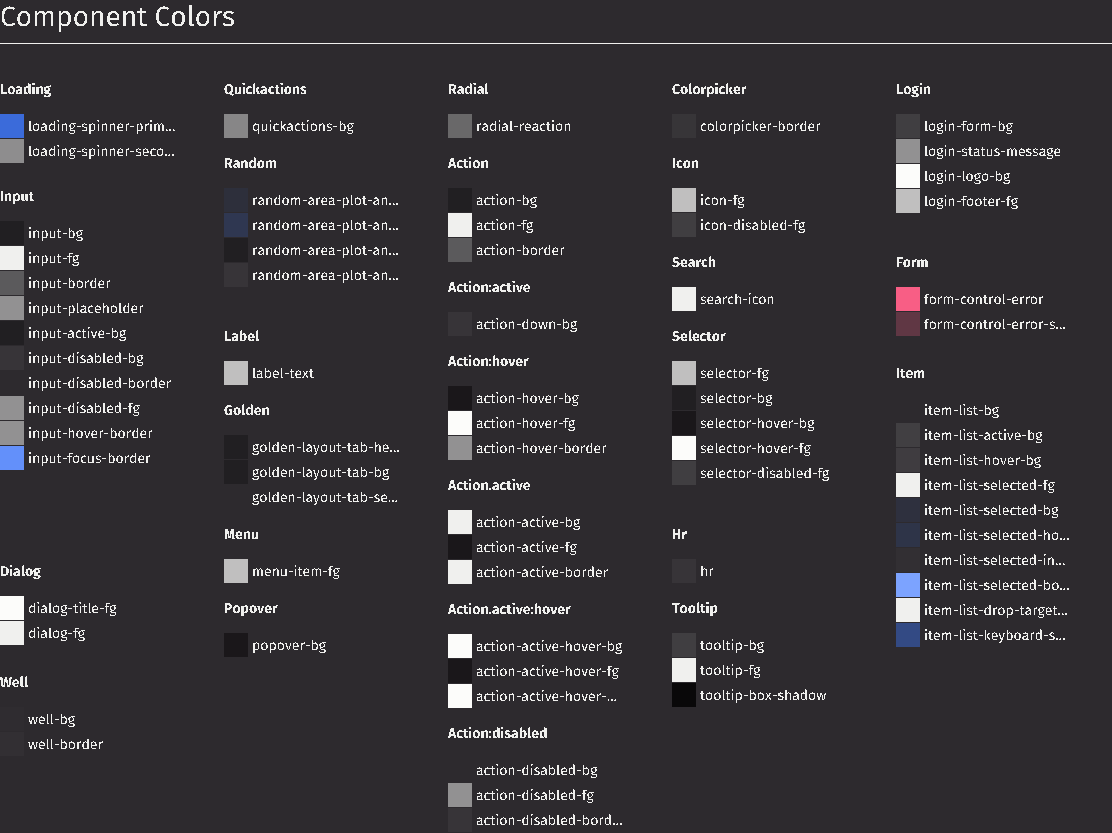 Component Colors
Loading
loading-spinner-prim...
loading-spinner-seco...
Input
input-bg
input-fg
input-border
input-placeholder
input-active-bg
input-disabled-bg
input-disabled-border
input-disabled-fg
input-hover-border
input-focus-border
Dialog
dialog-title-fg
dialog-fg
Well
well-bg
well-border
Quickactions
quickactions-bg
Random
random-area-plot-an...
random-area-plot-an...
random-area-plot-an...
random-area-plot-an...
Label
label-text
Golden
golden-layout-tab-he...
golden-layout-tab-bg
golden-layout-tab-se...
Menu
menu-item-fg
Popover
popover-bg
Radial
radial-reaction
Action
action-bg
action-fg
action-border
Action:active
action-down-bg
Action:hover
action-hover-bg
action-hover-fg
action-hover-border
Action.active
action-active-bg
action-active-fg
action-active-border
Action.active:hover
action-active-hover-bg
action-active-hover-fg
action-active-hover-...
Action:disabled
action-disabled-bg
action-disabled-fg
action-disabled-bord...
Colorpicker
colorpicker-border
Icon
icon-fg
icon-disabled-fg
Search
search-icon
Selector
selector-fg
selector-bg
selector-hover-bg
selector-hover-fg
selector-disabled-fg
Hr
hr
Tooltip
tooltip-bg
tooltip-fg
tooltip-box-shadow
Login
login-form-bg
login-status-message
login-logo-bg
login-footer-fg
Form
form-control-error
form-control-error-s...
Item
item-list-bg
item-list-active-bg
item-list-hover-bg
item-list-selected-fg
item-list-selected-bg
item-list-selected-ho...
item-list-selected-in...
item-list-selected-bo...
item-list-drop-target...
item-list-keyboard-s...